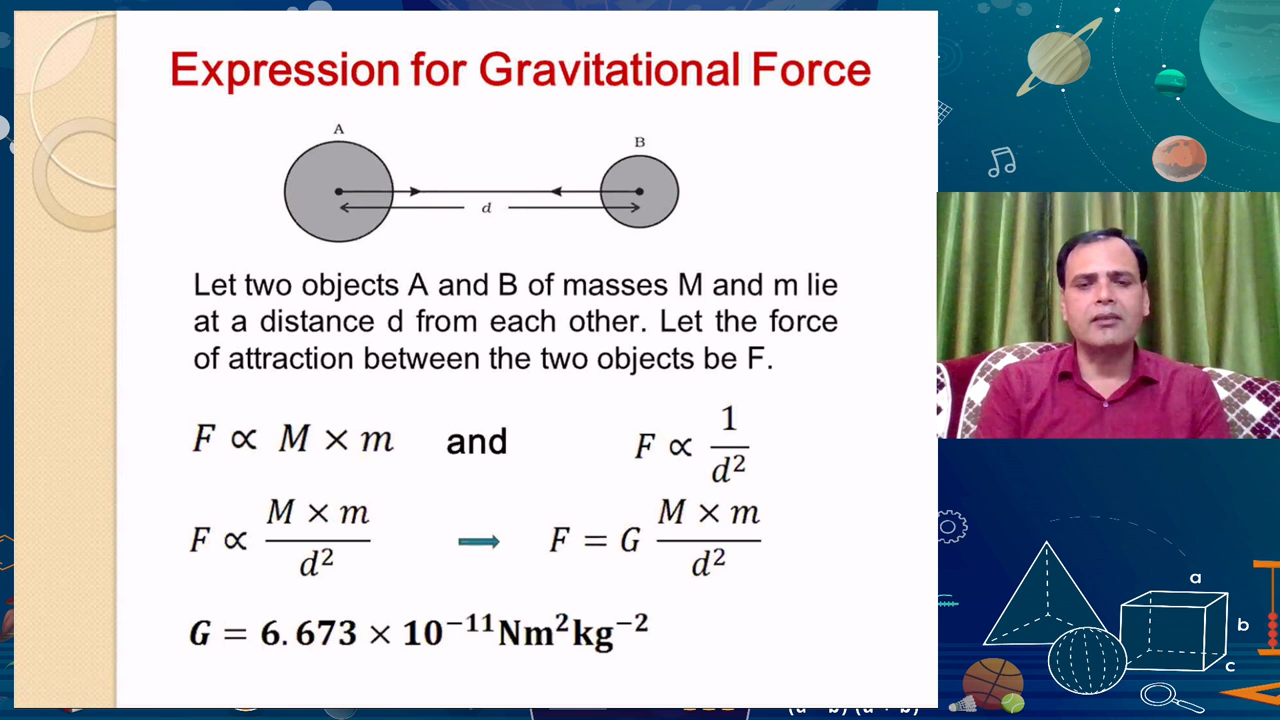 Expression for Gravitational Force
A
B
d
Let two objects A and B of masses M and m lie
at a distance d from each other. Let the force
of attraction between the two objects be F.
F ∝ M × m and F ∝ 1/d²
F ∝ (M × m)/d² ⟹ F = G (M × m)/d²
G = 6.673 × 10⁻¹¹Nm²kg⁻²
a
b
c